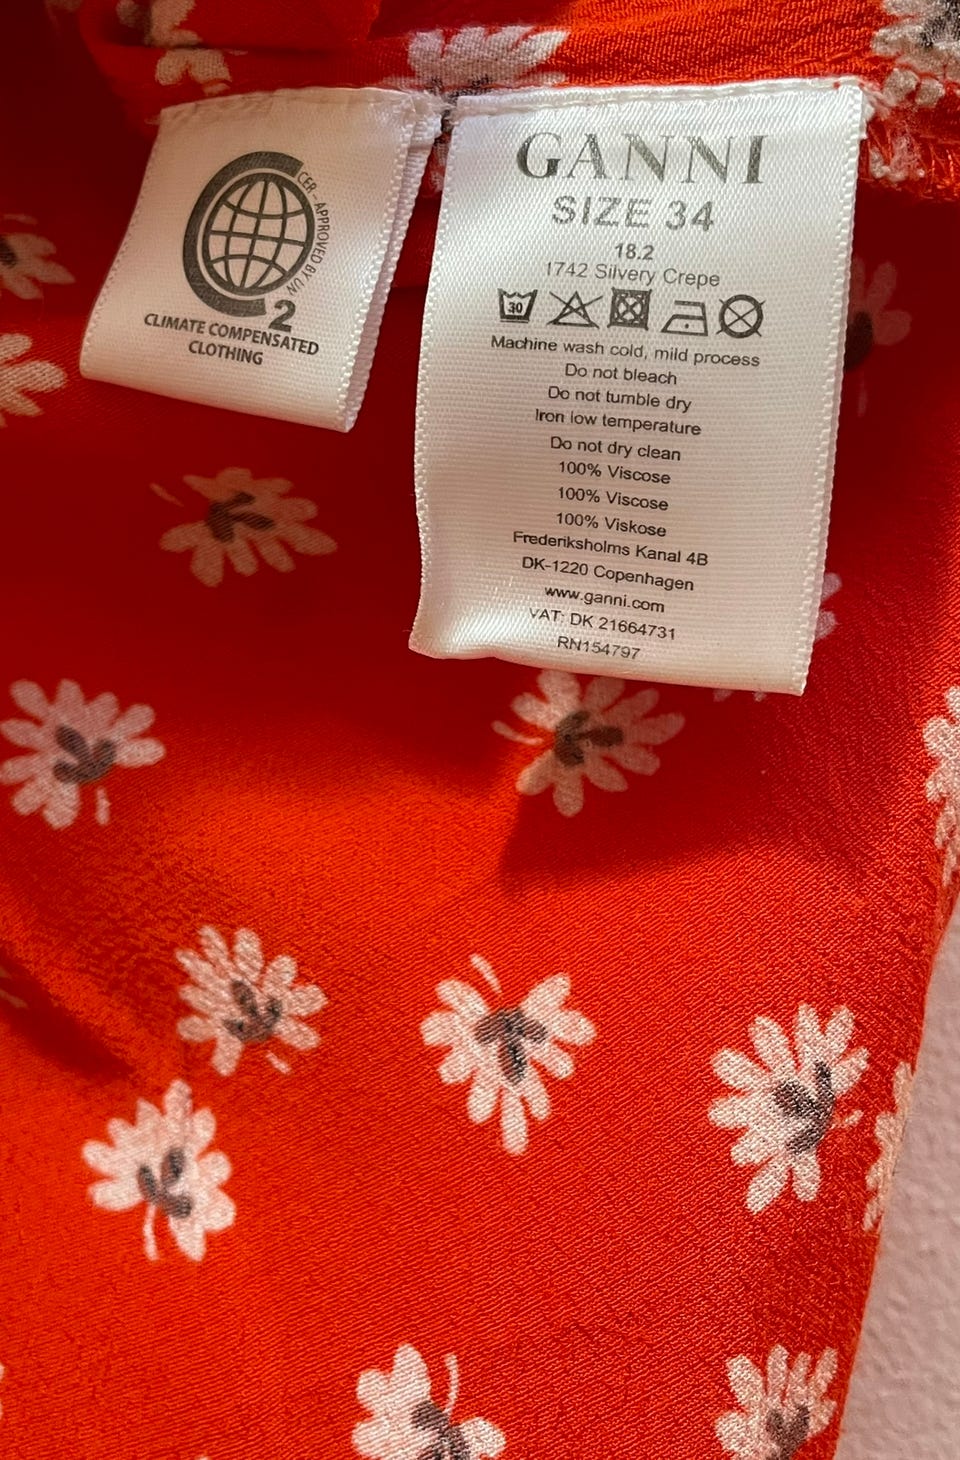 CER - APPROVED BY UN
2
CLIMATE COMPENSATED
CLOTHING
GANNI
SIZE 34
18.2
1742 Silvery Crepe
30
Machine wash cold, mild process
Do not bleach
Do not tumble dry
Iron low temperature
Do not dry clean
100% Viscose
100% Viscose
100% Viskose
Frederiksholms Kanal 4B
DK-1220 Copenhagen
www.ganni.com
VAT: DK 21664731
RN154797